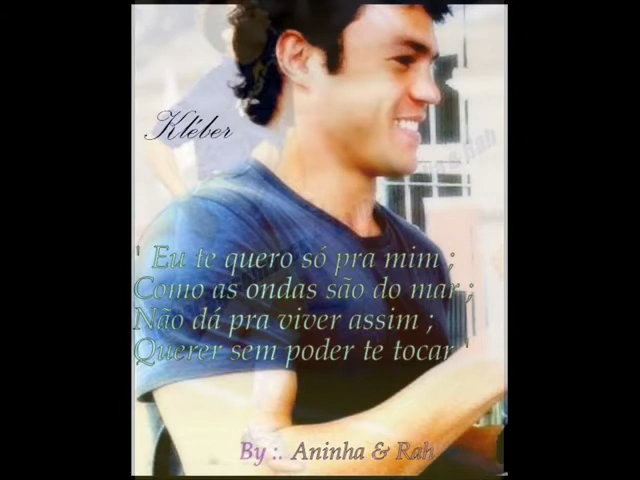 Kléber
" Eu te quero só pra mim ;
Como as ondas são do mar ;
Não dá pra viver assim ;
Querer sem poder te tocar "
By :. Aninha & Rah